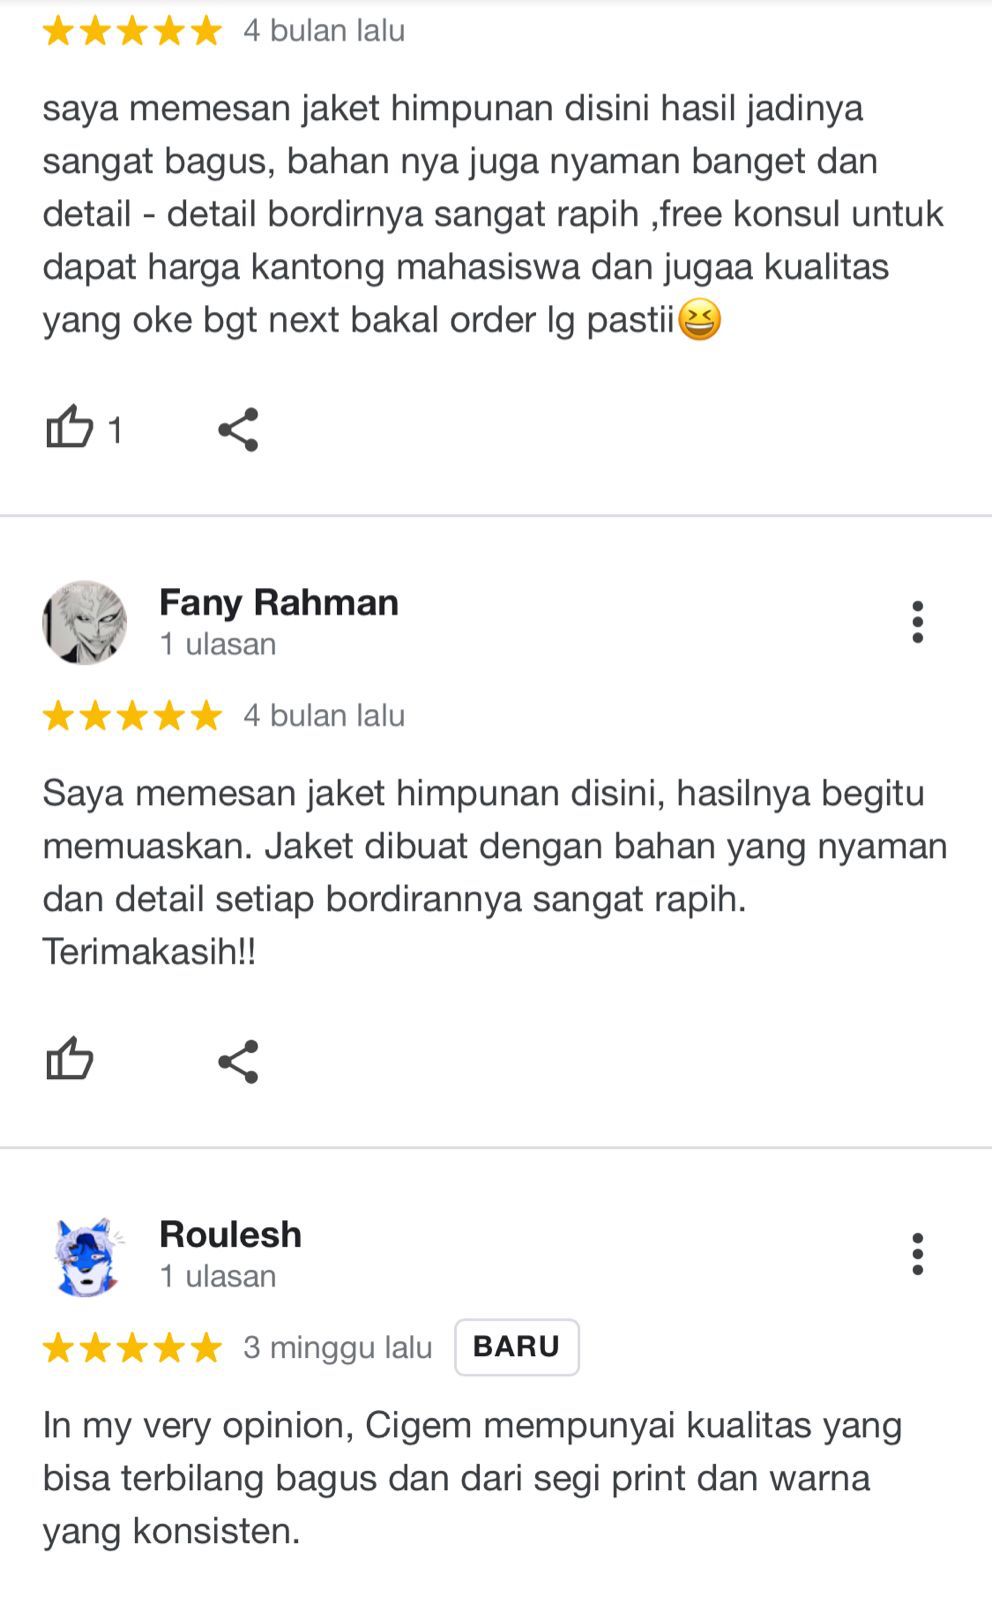 4 bulan lalu
saya memesan jaket himpunan disini hasil jadinya
sangat bagus, bahan nya juga nyaman banget dan
detail - detail bordirnya sangat rapih ,free konsul untuk
dapat harga kantong mahasiswa dan jugaa kualitas
yang oke bgt next bakal order lg pastii😆
1
Fany Rahman
1 ulasan
4 bulan lalu
Saya memesan jaket himpunan disini, hasilnya begitu
memuaskan. Jaket dibuat dengan bahan yang nyaman
dan detail setiap bordirannya sangat rapih.
Terimakasih!!
Roulesh
1 ulasan
3 minggu lalu BARU
In my very opinion, Cigem mempunyai kualitas yang
bisa terbilang bagus dan dari segi print dan warna
yang konsisten.